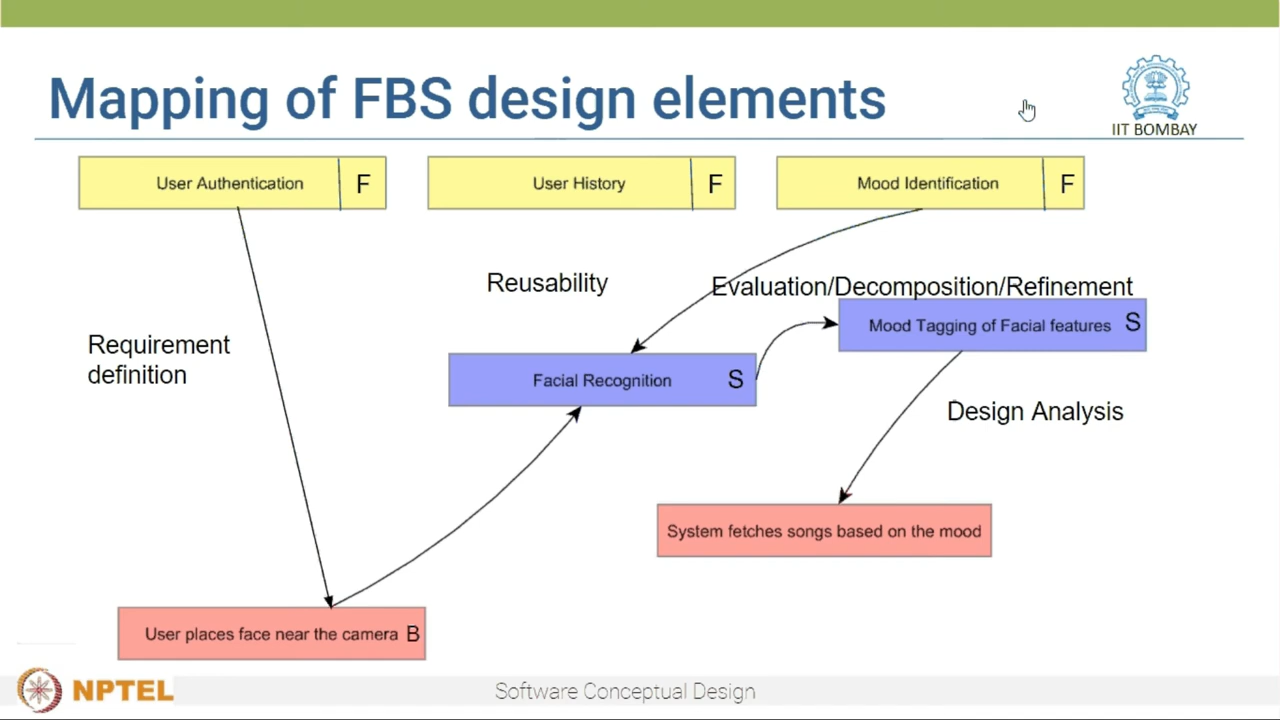 Mapping of FBS design elements
IIT BOMBAY
User Authentication F
User History F
Mood Identification F
Reusability
Evaluation/Decomposition/Refinement
Mood Tagging of Facial features S
Requirement
definition
Facial Recognition S
Design Analysis
System fetches songs based on the mood
User places face near the camera B
NPTEL
Software Conceptual Design